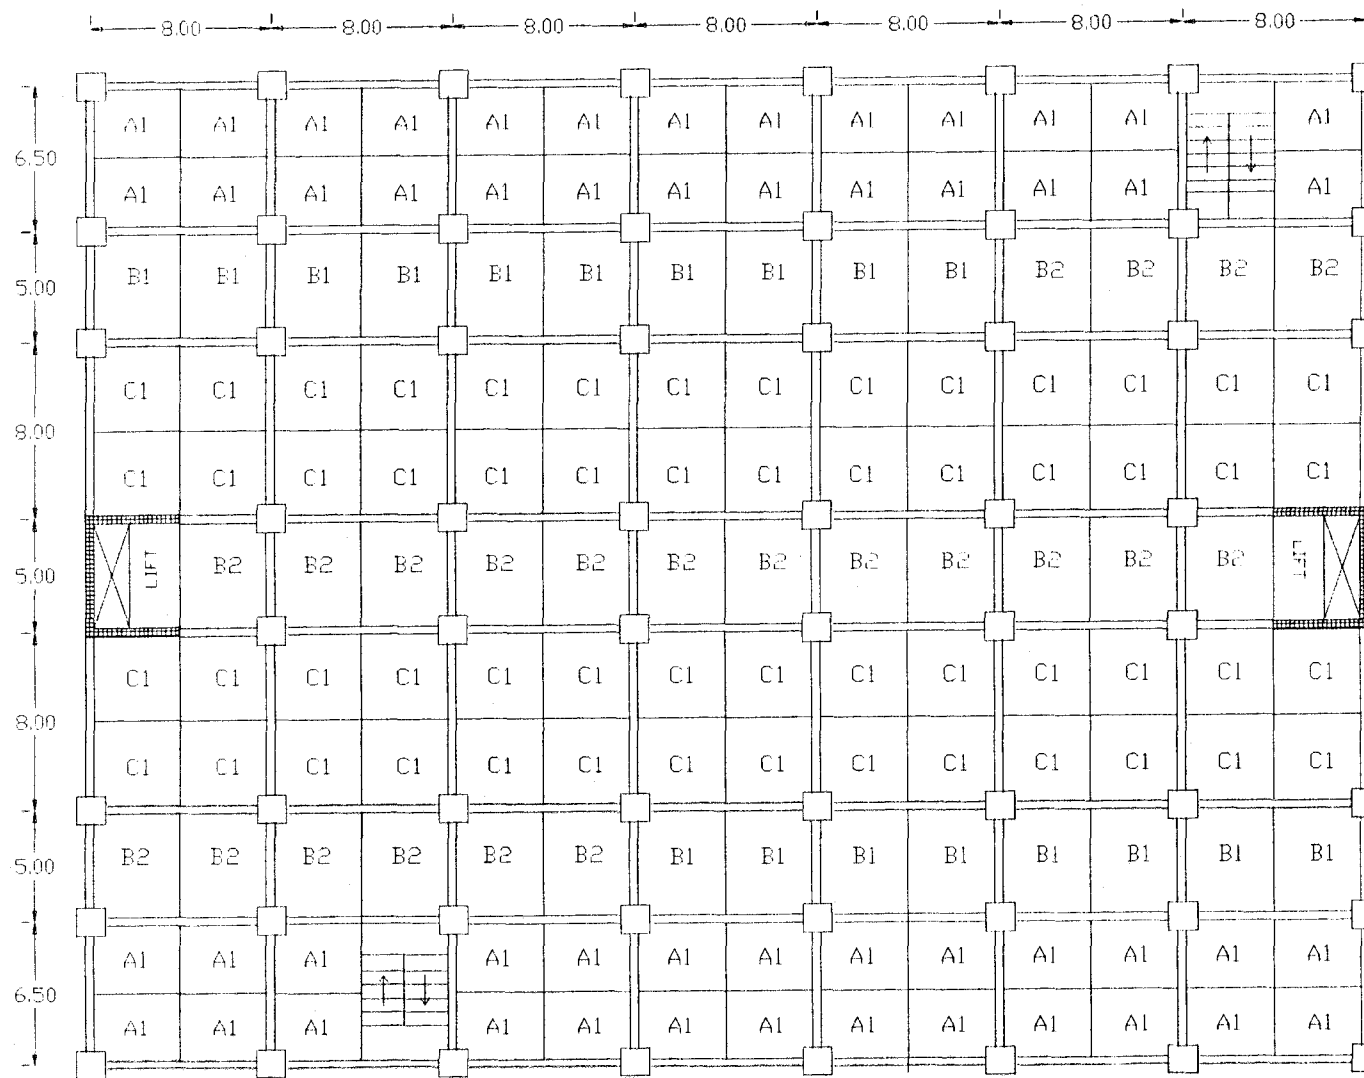 8.00 8.00 8.00 8.00 8.00 8.00 8.00
A1 A1 A1 A1 A1 A1 A1 A1 A1 A1 A1 A1 A1
6.50
A1 A1 A1 A1 A1 A1 A1 A1 A1 A1 A1 A1 A1
5.00 B1 B1 B1 B1 B1 B1 B1 B1 B1 B1 B2 B2 B2 B2
C1 C1 C1 C1 C1 C1 C1 C1 C1 C1 C1 C1 C1 C1
8.00
C1 C1 C1 C1 C1 C1 C1 C1 C1 C1 C1 C1 C1 C1
5.00 LIFT B2 B2 B2 B2 B2 B2 B2 B2 B2 B2 B2 B2 LIFT
C1 C1 C1 C1 C1 C1 C1 C1 C1 C1 C1 C1 C1 C1
8.00
C1 C1 C1 C1 C1 C1 C1 C1 C1 C1 C1 C1 C1 C1
5.00 B2 B2 B2 B2 B2 B2 B1 B1 B1 B1 B1 B1 B1 B1
A1 A1 A1 A1 A1 A1 A1 A1 A1 A1 A1 A1 A1
6.50
A1 A1 A1 A1 A1 A1 A1 A1 A1 A1 A1 A1 A1